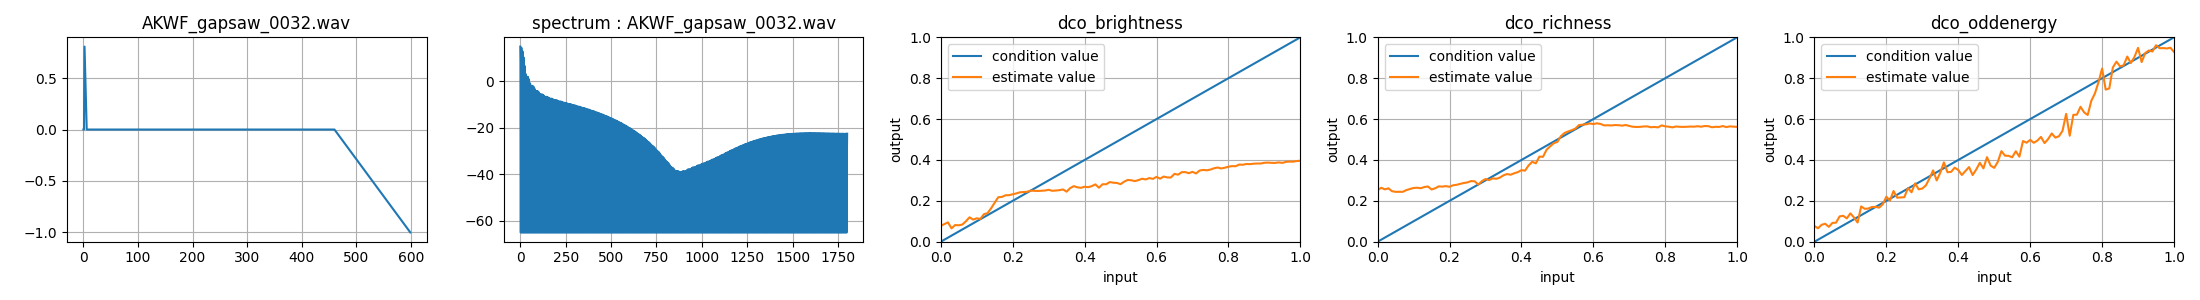 AKWF_gapsaw_0032.wav
0.5
0.0
−0.5
−1.0
0 100 200 300 400 500 600
spectrum : AKWF_gapsaw_0032.wav
0
−20
−40
−60
0 250 500 750 1000 1250 1500 1750
dco_brightness
condition value
estimate value
output
1.0
0.8
0.6
0.4
0.2
0.0
0.0 0.2 0.4 0.6 0.8 1.0
input
dco_richness
condition value
estimate value
output
1.0
0.8
0.6
0.4
0.2
0.0
0.0 0.2 0.4 0.6 0.8 1.0
input
dco_oddenergy
condition value
estimate value
output
1.0
0.8
0.6
0.4
0.2
0.0
0.0 0.2 0.4 0.6 0.8 1.0
input